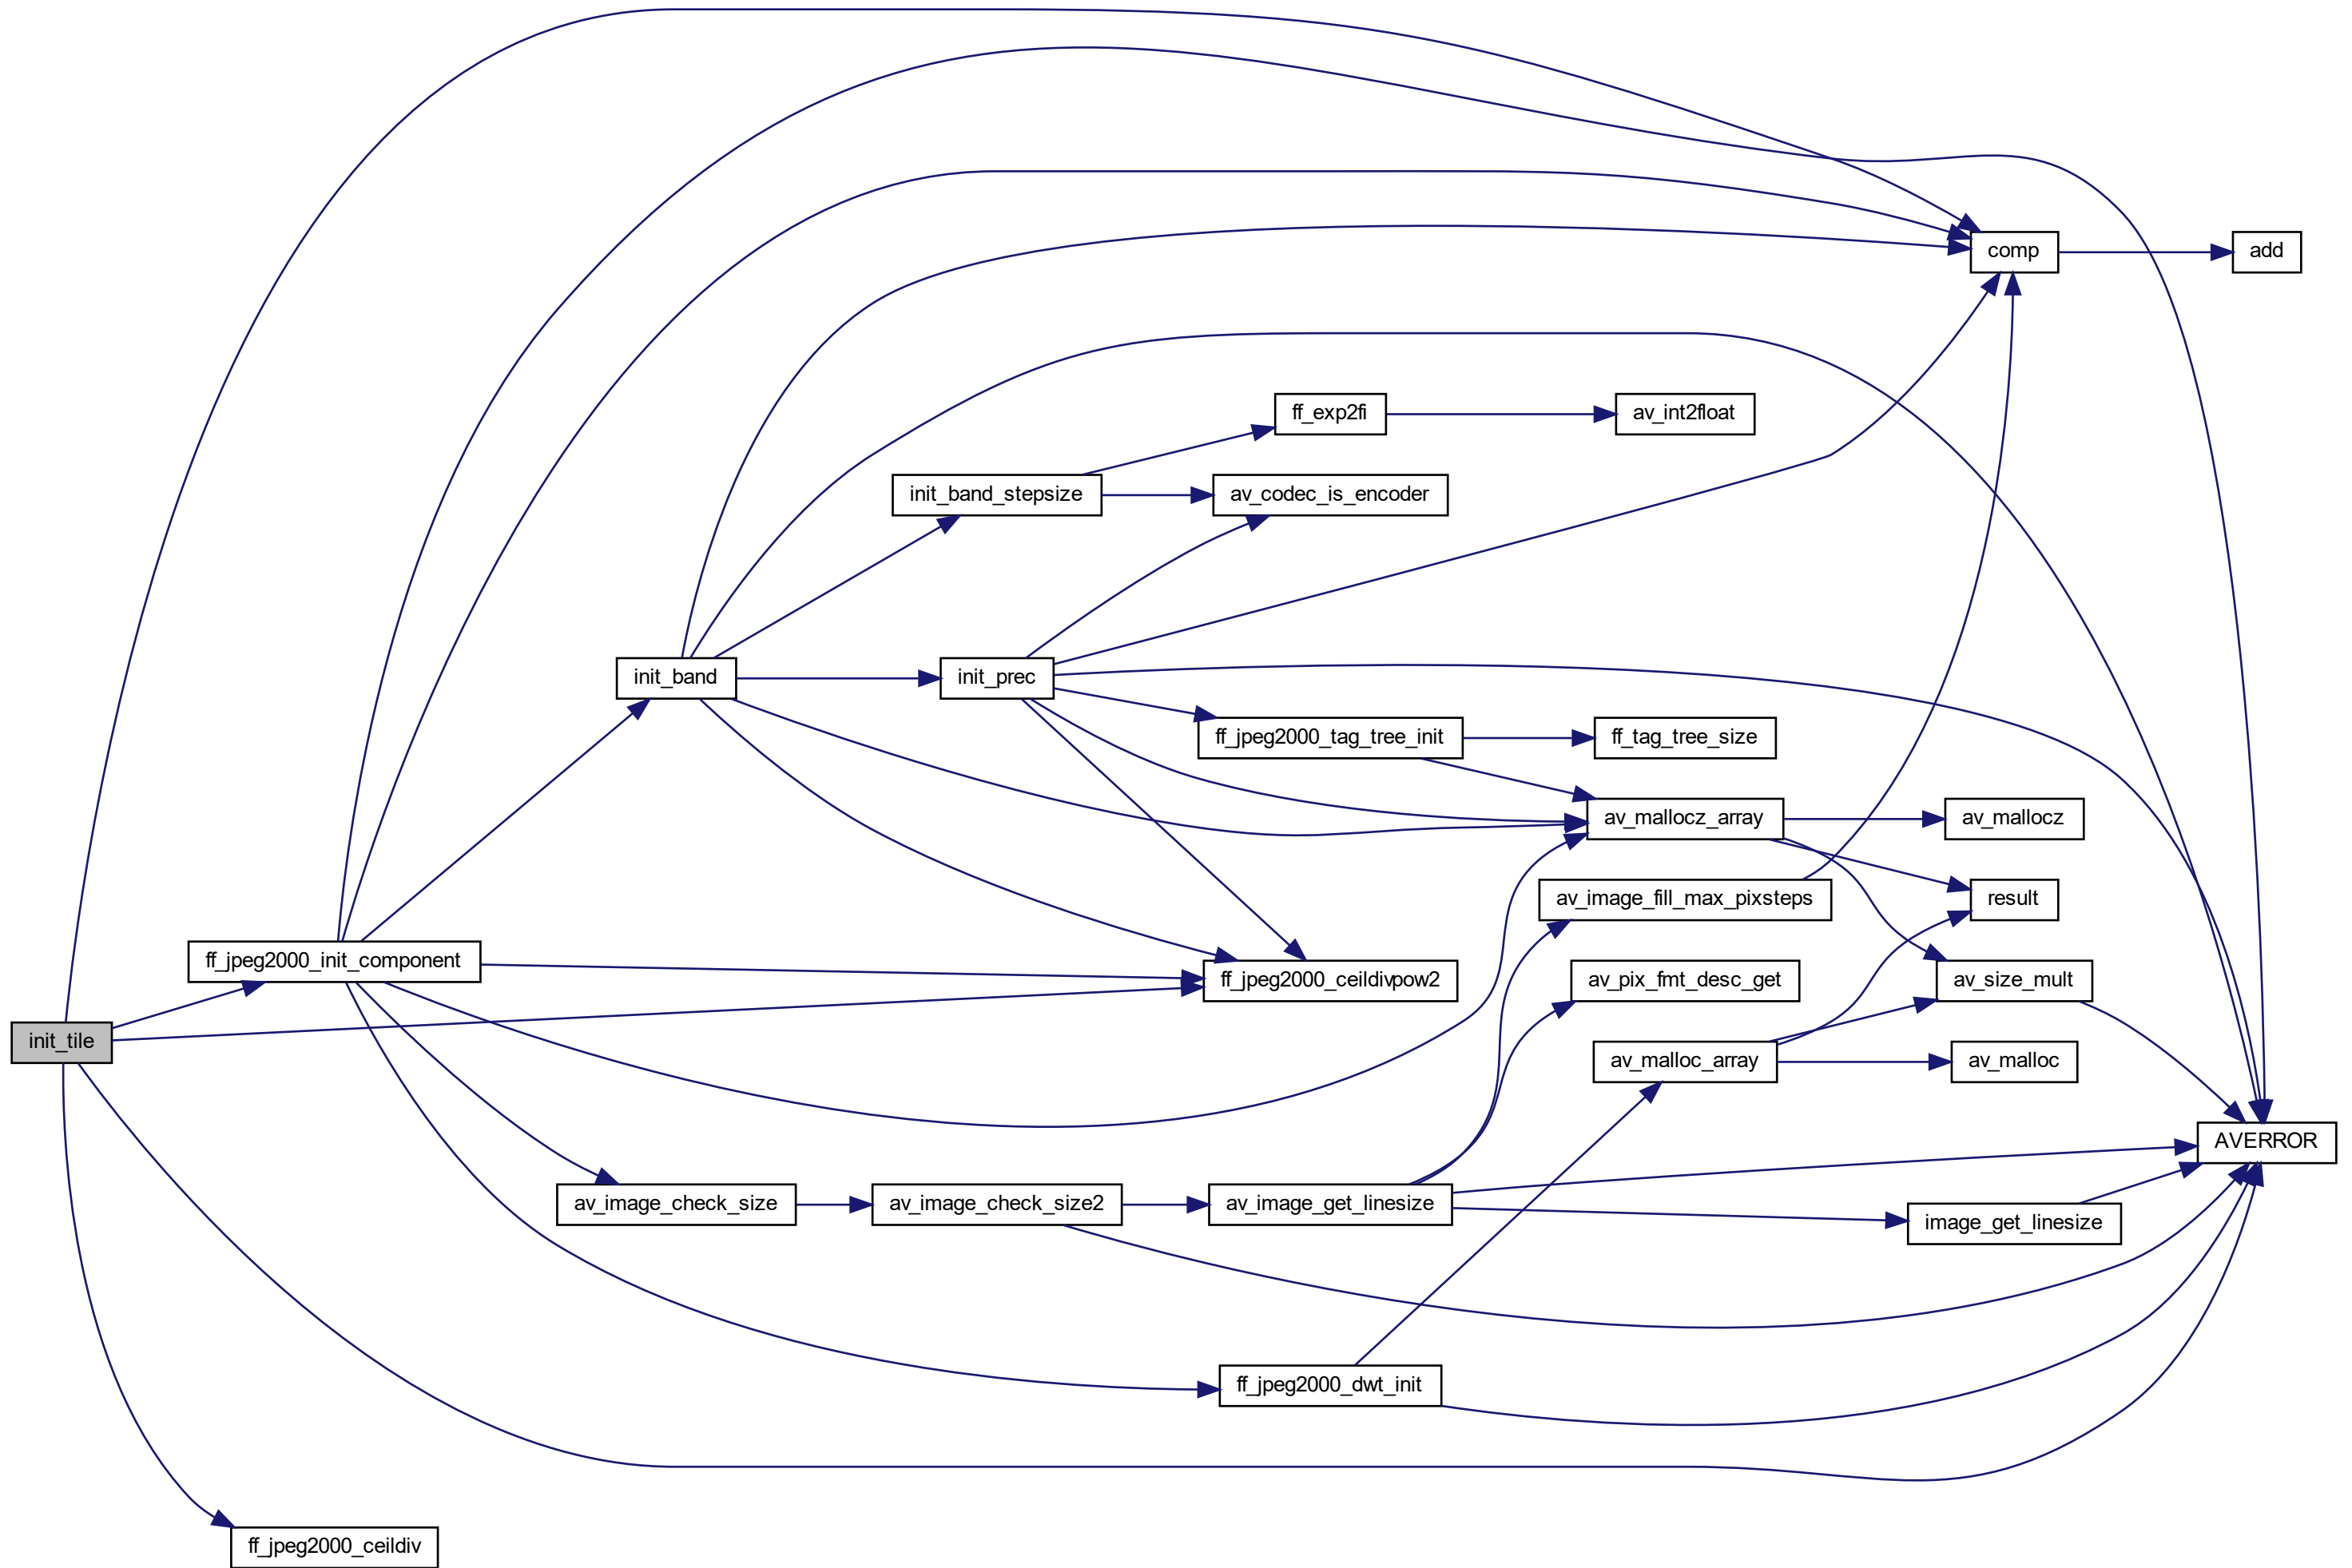 comp
add
ff_exp2fi
av_int2float
init_band_stepsize
av_codec_is_encoder
init_band
init_prec
ff_jpeg2000_tag_tree_init
ff_tag_tree_size
av_mallocz_array
av_mallocz
av_image_fill_max_pixsteps
result
ff_jpeg2000_init_component
ff_jpeg2000_ceildivpow2
av_pix_fmt_desc_get
av_size_mult
init_tile
av_malloc_array
av_malloc
AVERROR
av_image_check_size
av_image_check_size2
av_image_get_linesize
image_get_linesize
ff_jpeg2000_dwt_init
ff_jpeg2000_ceildiv